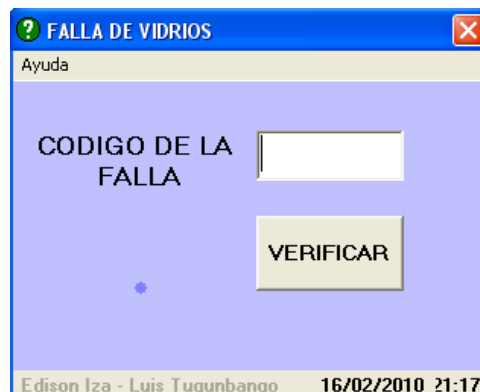 FALLA DE VIDRIOS
Ayuda
CODIGO DE LA
FALLA
VERIFICAR
Edison Iza - Luis Tugunbango 16/02/2010 21:17